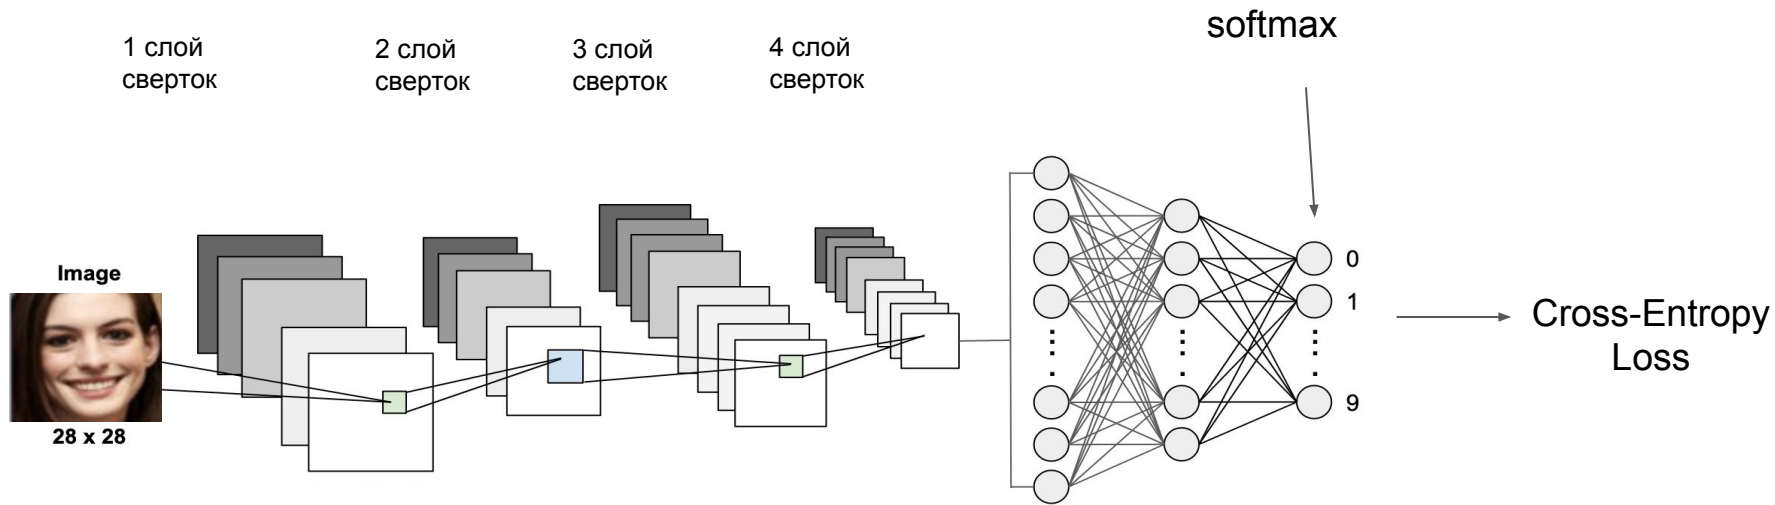 1 слой
сверток
2 слой
сверток
3 слой
сверток
4 слой
сверток
softmax
Image
28 x 28
0
1
9
Cross-Entropy
Loss